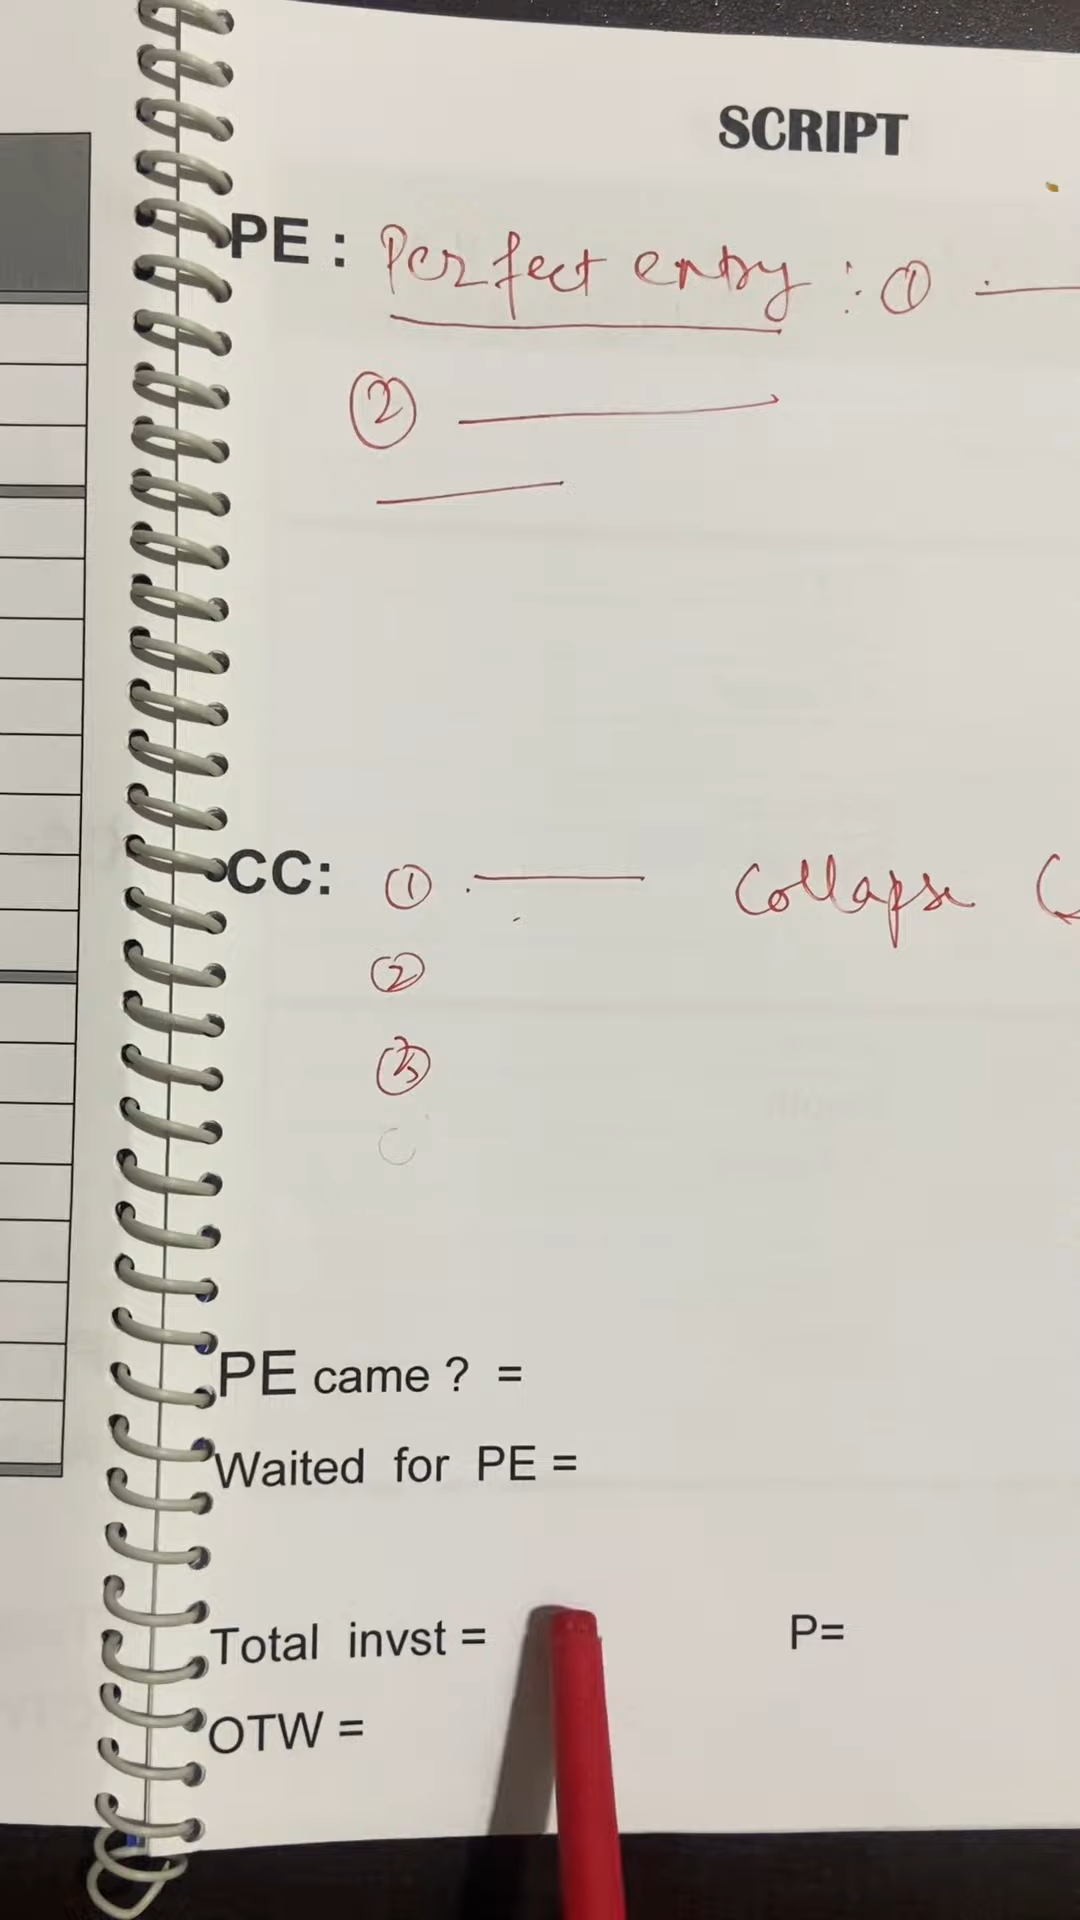 SCRIPT
PE : Perfect entry : ①
②
CC: ① Collapse
②
③
PE came ? =
Waited for PE =
Total invst = P=
OTW =